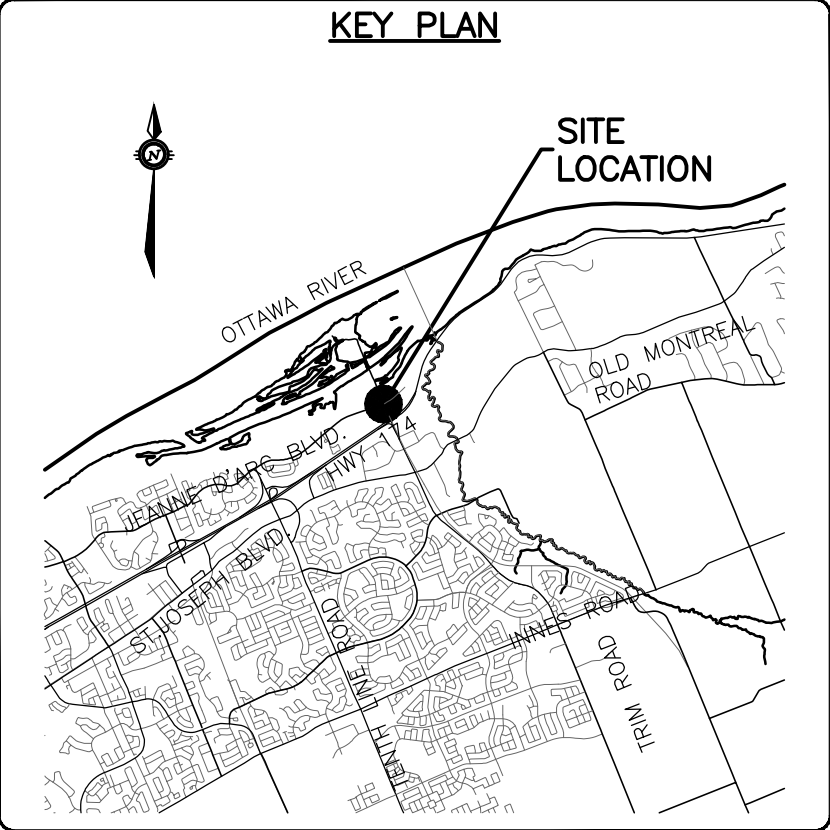 KEY PLAN
SITE
LOCATION
N
OTTAWA RIVER
OLD MONTREAL
ROAD
JEANNE D'ARC BLVD.
HWY 174
ST.JOSEPH BLVD.
INNES ROAD
TENTH LINE ROAD
TRIM ROAD